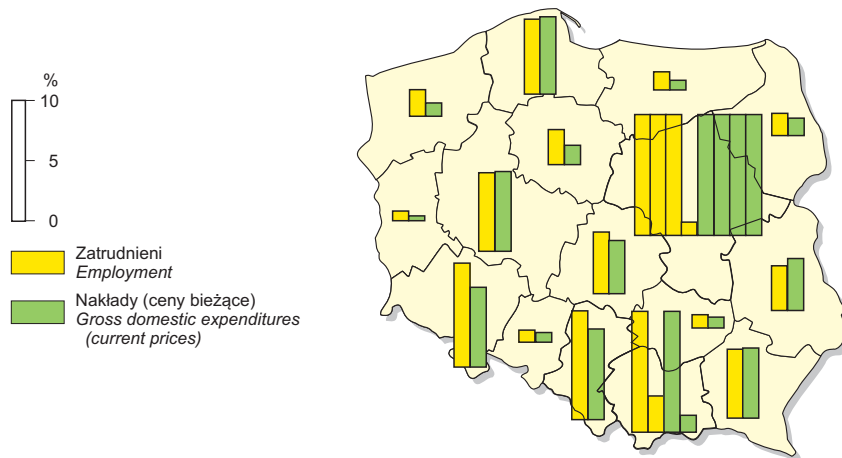 %
10
5
0
Zatrudnieni
Employment
Nakłady (ceny bieżące)
Gross domestic expenditures
(current prices)